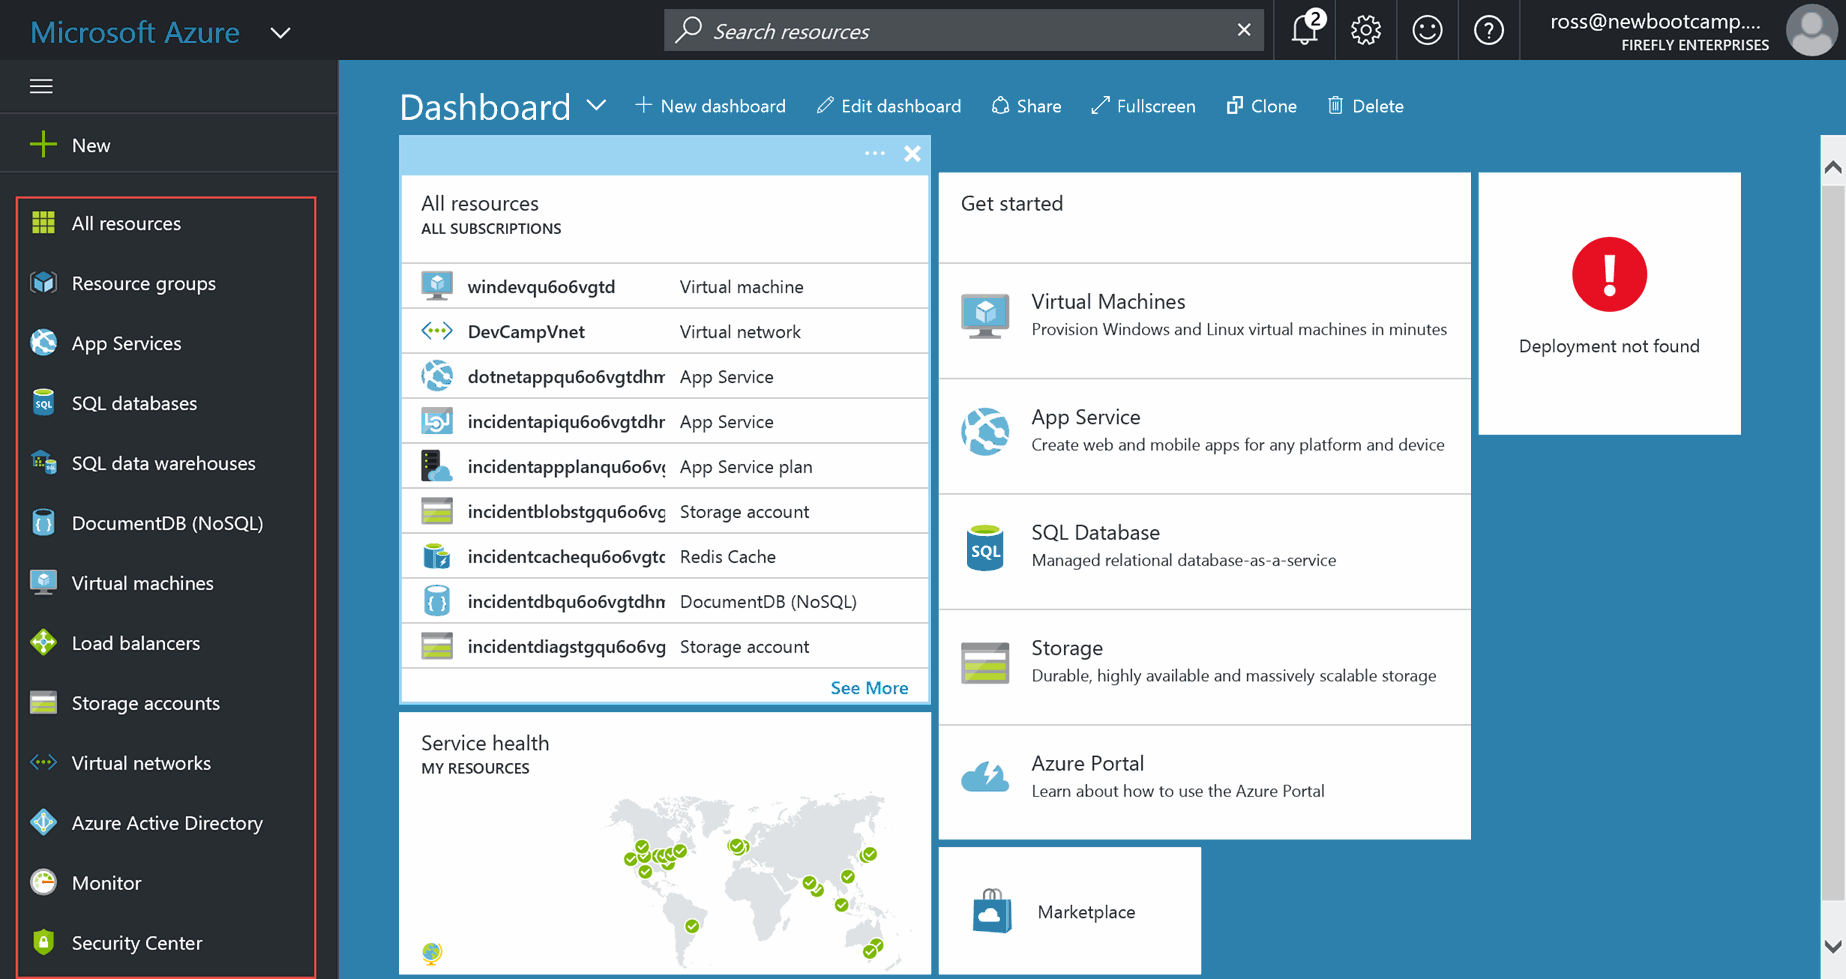 Microsoft Azure
Search resources
2
ross@newbootcamp....
FIREFLY ENTERPRISES
New
All resources
Resource groups
App Services
SQL databases
SQL
SQL data warehouses
DocumentDB (NoSQL)
Virtual machines
Load balancers
Storage accounts
Virtual networks
Azure Active Directory
Monitor
Security Center
Dashboard
New dashboard
Edit dashboard
Share
Fullscreen
Clone
Delete
All resources
ALL SUBSCRIPTIONS
windevqu6o6vgtd Virtual machine
DevCampVnet Virtual network
dotnetappqu6o6vgtdhm App Service
incidentapiqu6o6vgtdhr App Service
incidentappplanqu6o6vg App Service plan
incidentblobstgqu6o6vg Storage account
incidentcachequ6o6vgtd Redis Cache
incidentdbqu6o6vgtdhm DocumentDB (NoSQL)
incidentdiagstgqu6o6vg Storage account
See More
Service health
MY RESOURCES
Get started
Virtual Machines
Provision Windows and Linux virtual machines in minutes
App Service
Create web and mobile apps for any platform and device
SQL
SQL Database
Managed relational database-as-a-service
Storage
Durable, highly available and massively scalable storage
Azure Portal
Learn about how to use the Azure Portal
Marketplace
Deployment not found